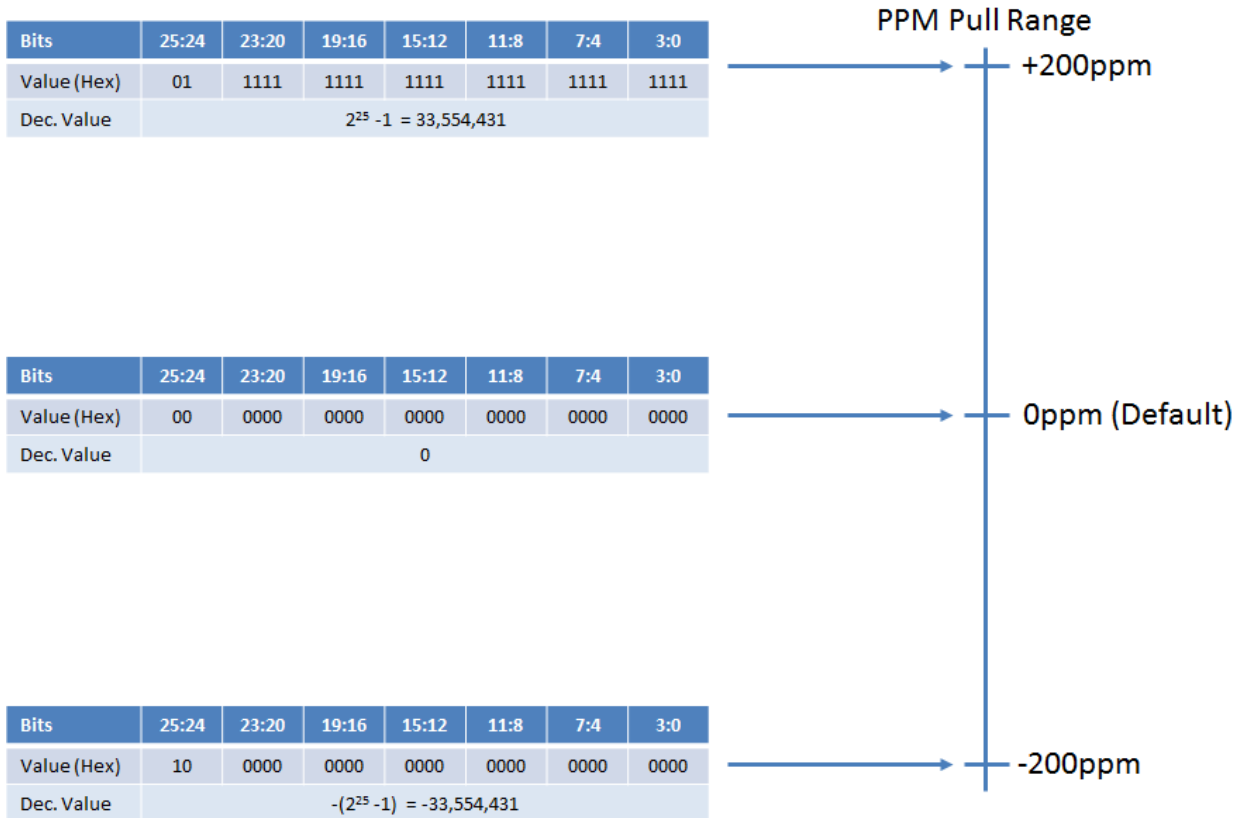 PPM Pull Range
Bits 25:24 23:20 19:16 15:12 11:8 7:4 3:0
Value (Hex) 01 1111 1111 1111 1111 1111 1111
Dec. Value 2²⁵ -1 = 33,554,431
+200ppm
Bits 25:24 23:20 19:16 15:12 11:8 7:4 3:0
Value (Hex) 00 0000 0000 0000 0000 0000 0000
Dec. Value 0
0ppm (Default)
Bits 25:24 23:20 19:16 15:12 11:8 7:4 3:0
Value (Hex) 10 0000 0000 0000 0000 0000 0000
Dec. Value -(2²⁵ -1) = -33,554,431
-200ppm